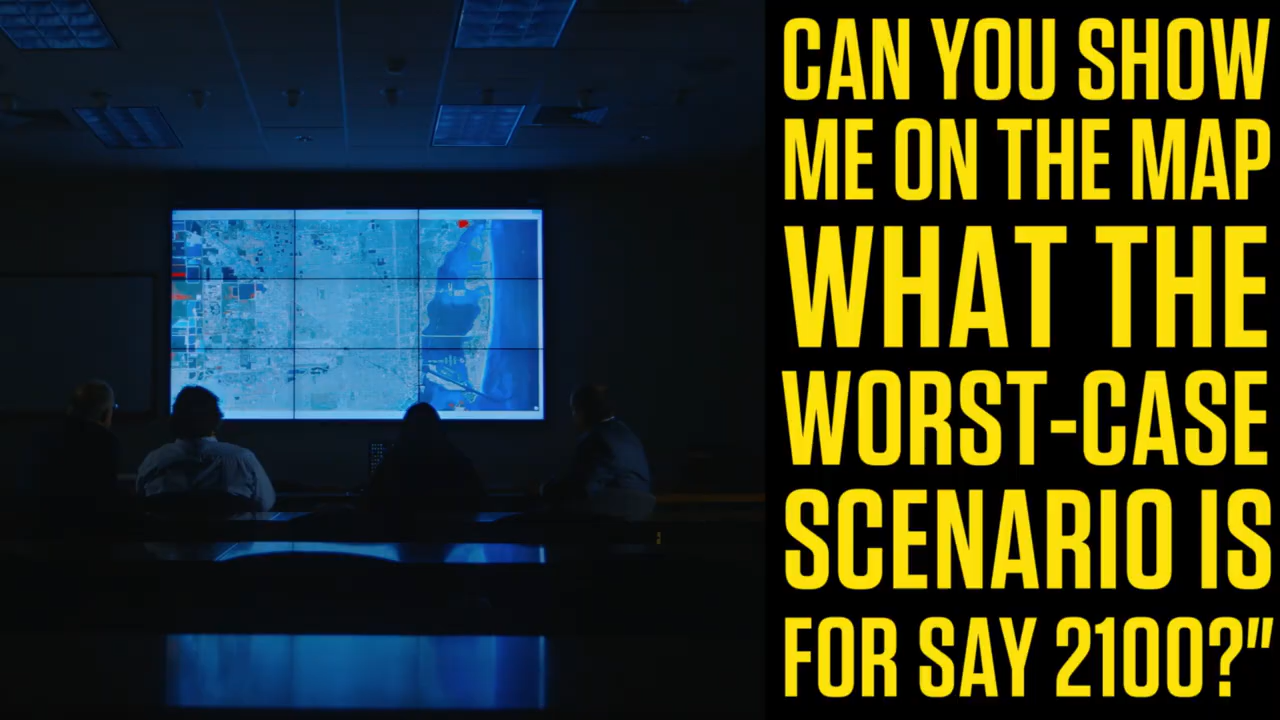 CAN YOU SHOW
ME ON THE MAP
WHAT THE
WORST-CASE
SCENARIO IS
FOR SAY 2100?"